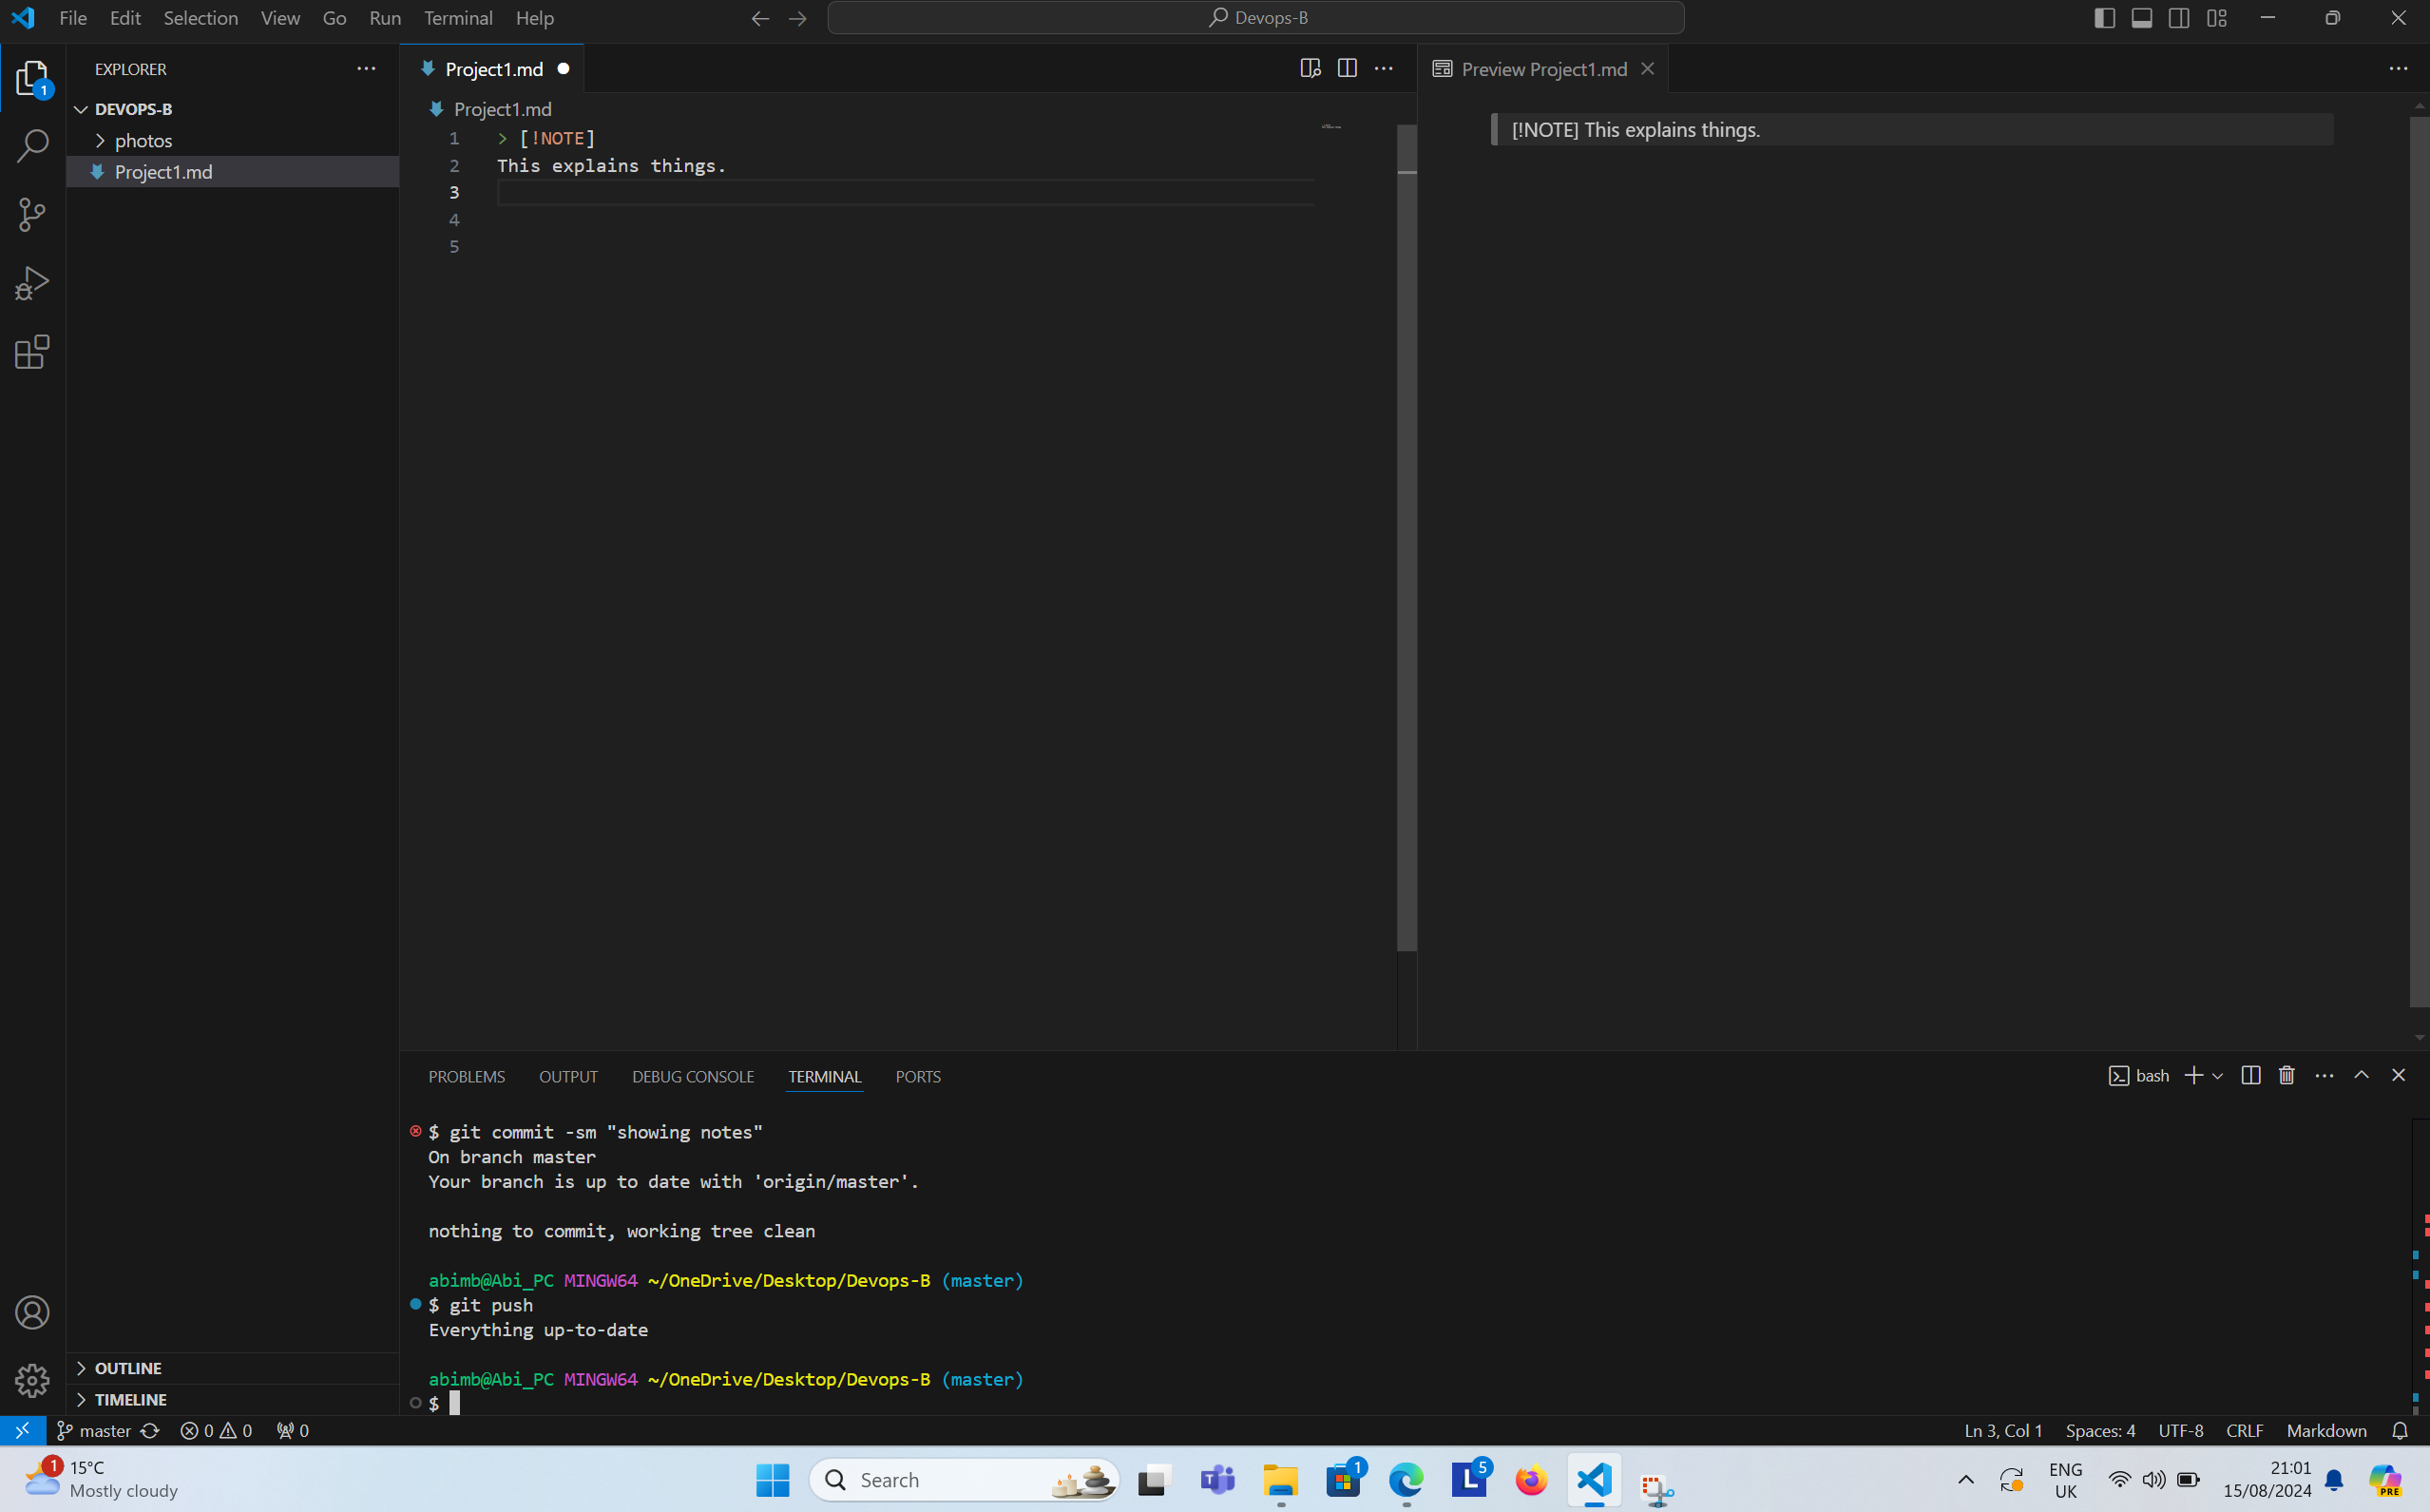 File Edit Selection View Go Run Terminal Help
Devops-B
EXPLORER
DEVOPS-B
photos
Project1.md
1
Project1.md
Project1.md
1 > [!NOTE]
2 This explains things.
3
4
5
Preview Project1.md
[!NOTE] This explains things.
PROBLEMS OUTPUT DEBUG CONSOLE TERMINAL PORTS
bash
$ git commit -sm "showing notes"
On branch master
Your branch is up to date with 'origin/master'.
nothing to commit, working tree clean
abimb@Abi_PC MINGW64 ~/OneDrive/Desktop/Devops-B (master)
$ git push
Everything up-to-date
abimb@Abi_PC MINGW64 ~/OneDrive/Desktop/Devops-B (master)
$
OUTLINE
TIMELINE
master 0 0 0
Ln 3, Col 1 Spaces: 4 UTF-8 CRLF Markdown
1
15°C
Mostly cloudy
Search
T
1
L
5
ENG
UK
21:01
15/08/2024
PRE